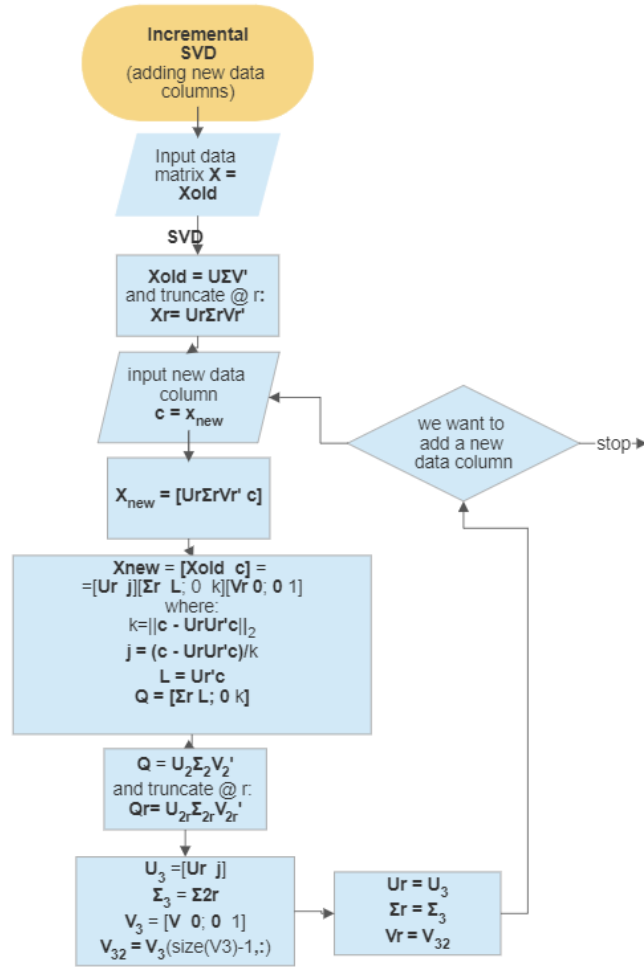 Incremental
SVD
(adding new data
columns)
Input data
matrix X =
Xold
SVD
Xold = UΣV'
and truncate @ r:
Xr= UrΣrVr'
input new data
column
c = x_new
we want to
add a new
data column
stop
X_new = [UrΣrVr' c]
Xnew = [Xold c] =
=[Ur j][Σr L; 0 k][Vr 0; 0 1]
where:
k=||c - UrUr'c||₂
j = (c - UrUr'c)/k
L = Ur'c
Q = [Σr L; 0 k]
Q = U₂Σ₂V₂'
and truncate @ r:
Qr= U₂ᵣΣ₂ᵣV₂ᵣ'
U₃ =[Ur j]
Σ₃ = Σ2r
V₃ = [V 0; 0 1]
V₃₂ = V₃(size(V3)-1,:)
Ur = U₃
Σr = Σ₃
Vr = V₃₂